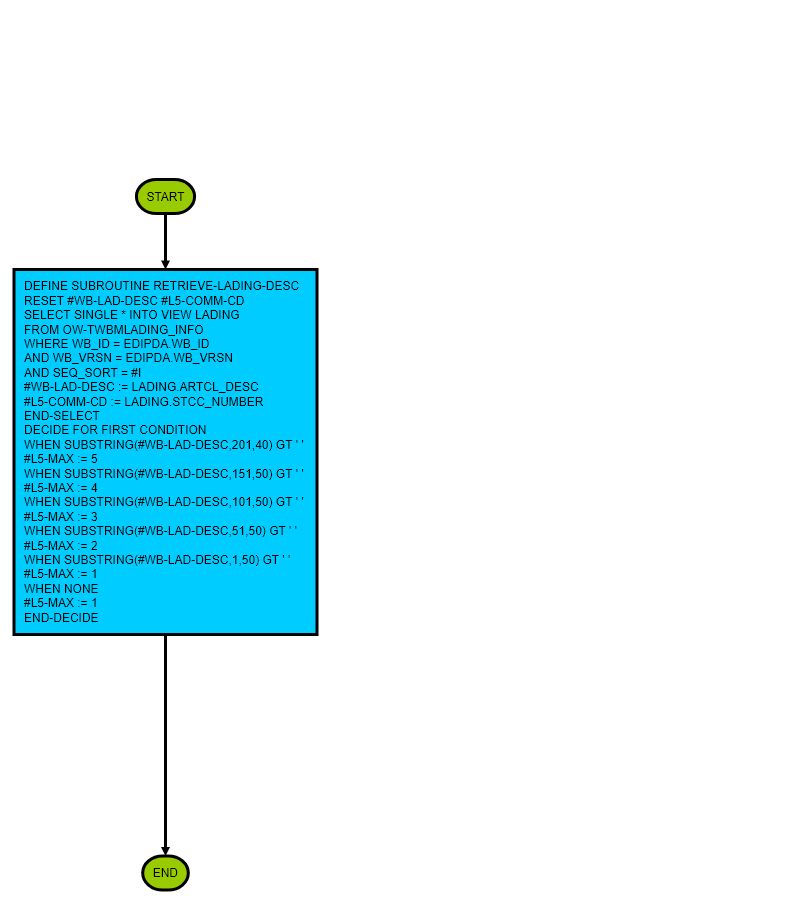 START
DEFINE SUBROUTINE RETRIEVE-LADING-DESC
RESET #WB-LAD-DESC #L5-COMM-CD
SELECT SINGLE * INTO VIEW LADING
FROM OW-TWBMLADING_INFO
WHERE WB_ID = EDIPDA.WB_ID
AND WB_VRSN = EDIPDA.WB_VRSN
AND SEQ_SORT = #I
#WB-LAD-DESC := LADING.ARTCL_DESC
#L5-COMM-CD := LADING.STCC_NUMBER
END-SELECT
DECIDE FOR FIRST CONDITION
WHEN SUBSTRING(#WB-LAD-DESC,201,40) GT ' '
#L5-MAX := 5
WHEN SUBSTRING(#WB-LAD-DESC,151,50) GT ' '
#L5-MAX := 4
WHEN SUBSTRING(#WB-LAD-DESC,101,50) GT ' '
#L5-MAX := 3
WHEN SUBSTRING(#WB-LAD-DESC,51,50) GT ' '
#L5-MAX := 2
WHEN SUBSTRING(#WB-LAD-DESC,1,50) GT ' '
#L5-MAX := 1
WHEN NONE
#L5-MAX := 1
END-DECIDE
END